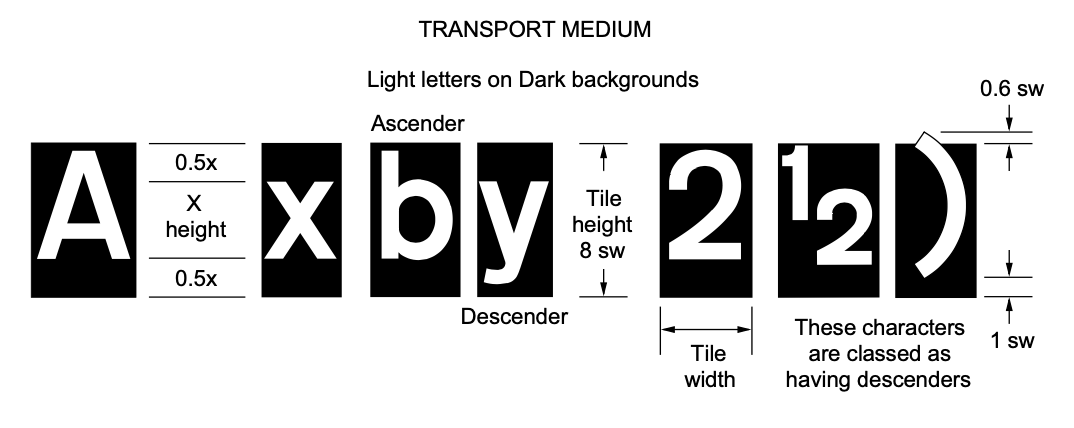 TRANSPORT MEDIUM
Light letters on Dark backgrounds
0.6 sw
Ascender
A
0.5x
X
height
0.5x
x
b
y
Tile
height
8 sw
2
1
2
)
Descender
Tile
width
These characters
are classed as
having descenders
1 sw